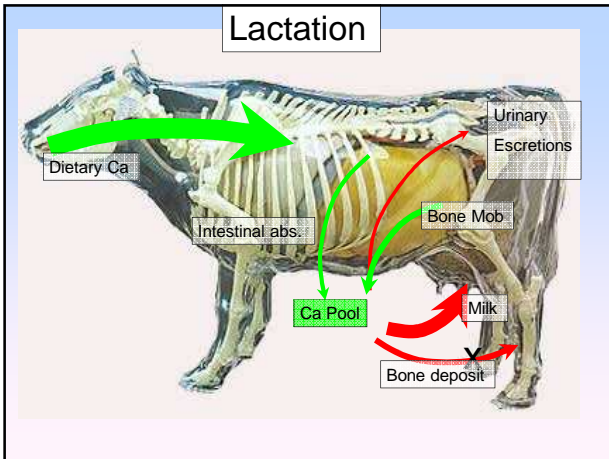 Lactation
Urinary
Escretions
Dietary Ca
Intestinal abs.
Bone Mob
Ca Pool
Milk
X
Bone deposit